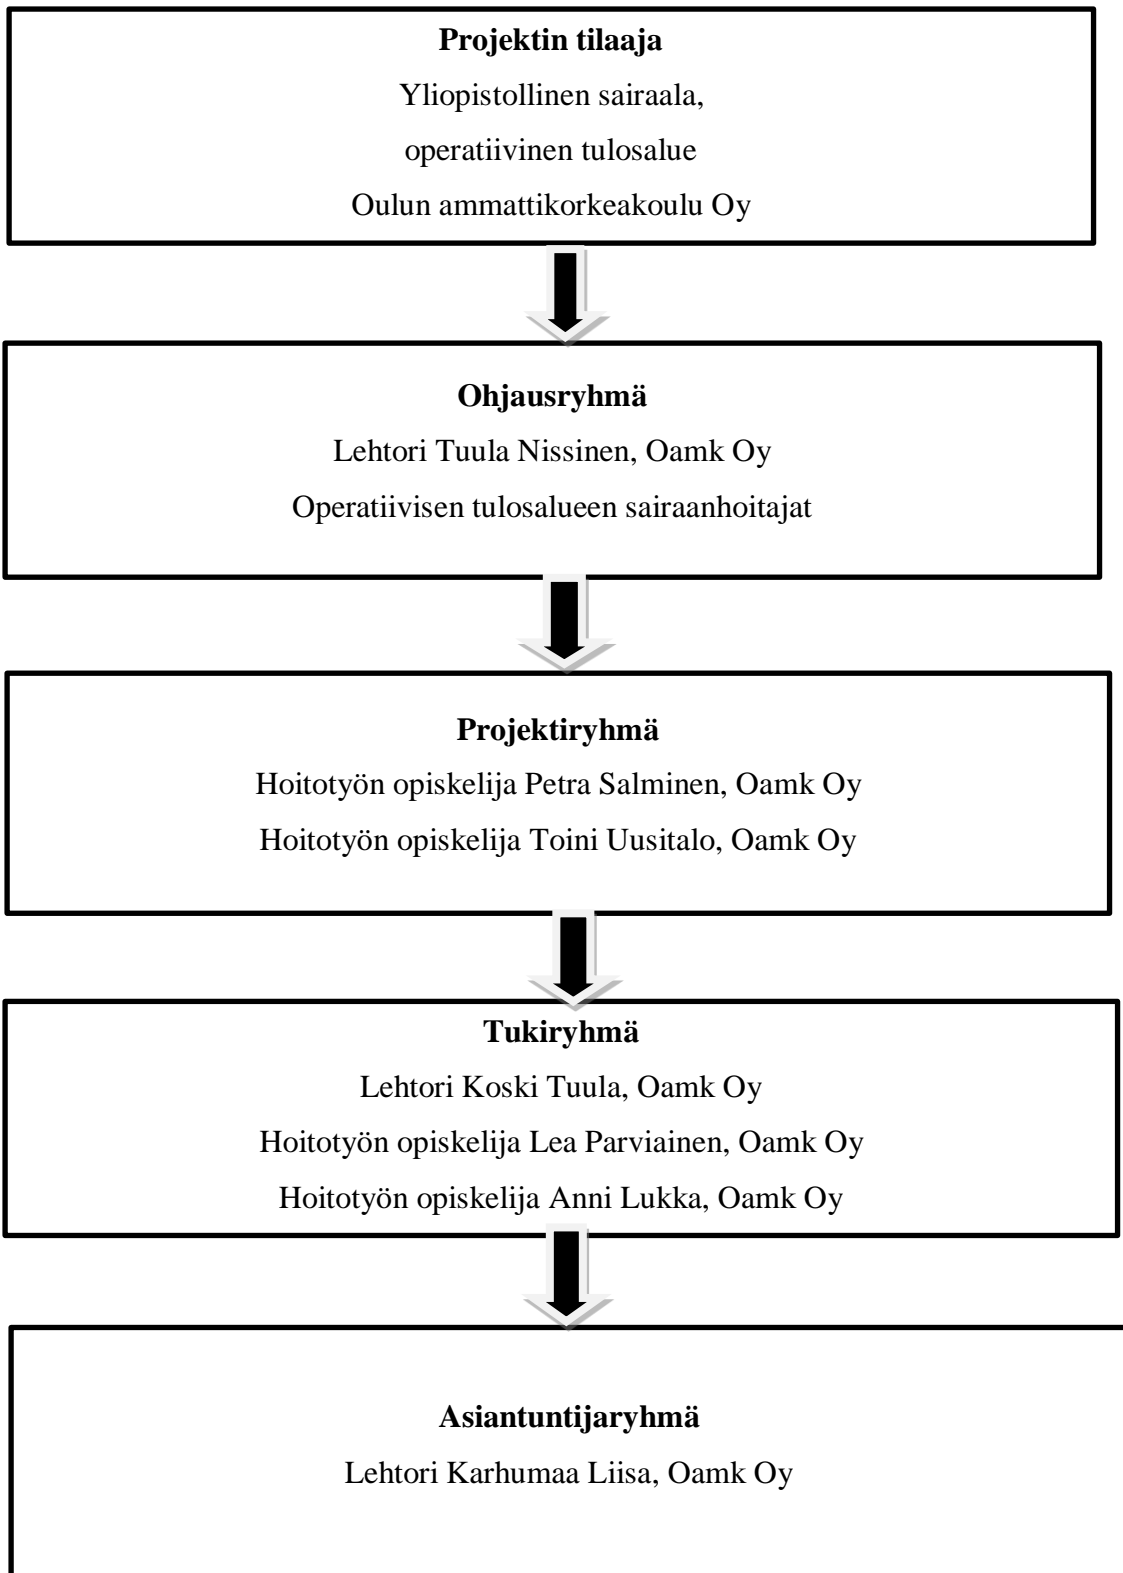 Projektin tilaaja
Yliopistollinen sairaala,
operatiivinen tulosalue
Oulun ammattikorkeakoulu Oy
Ohjausryhmä
Lehtori Tuula Nissinen, Oamk Oy
Operatiivisen tulosalueen sairaanhoitajat
Projektiryhmä
Hoitotyön opiskelija Petra Salminen, Oamk Oy
Hoitotyön opiskelija Toini Uusitalo, Oamk Oy
Tukiryhmä
Lehtori Koski Tuula, Oamk Oy
Hoitotyön opiskelija Lea Parviainen, Oamk Oy
Hoitotyön opiskelija Anni Lukka, Oamk Oy
Asiantuntijaryhmä
Lehtori Karhumaa Liisa, Oamk Oy